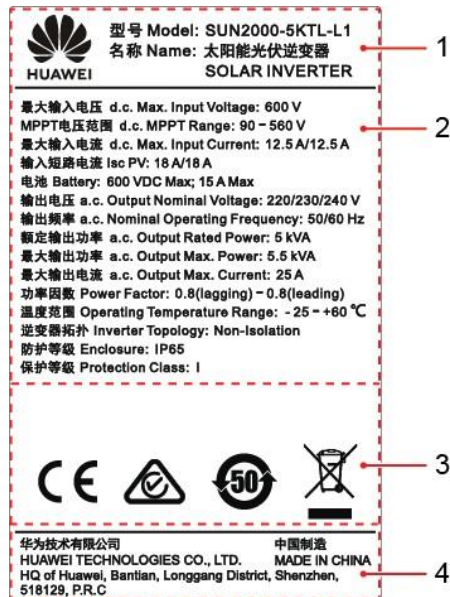 型号 Model: SUN2000-5KTL-L1
名称 Name: 太阳能光伏逆变器
SOLAR INVERTER
HUAWEI
1
最大输入电压 d.c. Max. Input Voltage: 600 V
MPPT电压范围 d.c. MPPT Range: 90 - 560 V
2
最大输入电流 d.c. Max. Input Current: 12.5 A/12.5 A
输入短路电流 Isc PV: 18 A/18 A
电池 Battery: 600 VDC Max; 15 A Max
输出电压 a.c. Output Nominal Voltage: 220/230/240 V
输出频率 a.c. Nominal Operating Frequency: 50/60 Hz
额定输出功率 a.c. Output Rated Power: 5 kVA
最大输出功率 a.c. Output Max. Power: 5.5 kVA
最大输出电流 a.c. Output Max. Current: 25 A
功率因数 Power Factor: 0.8(lagging) - 0.8(leading)
温度范围 Operating Temperature Range: - 25 - +60 ℃
逆变器拓扑 Inverter Topology: Non-Isolation
防护等级 Enclosure: IP65
保护等级 Protection Class: I
CE
50
3
华为技术有限公司 中国制造
HUAWEI TECHNOLOGIES CO., LTD. MADE IN CHINA
HQ of Huawei, Bantian, Longgang District, Shenzhen,
518129, P.R.C
4